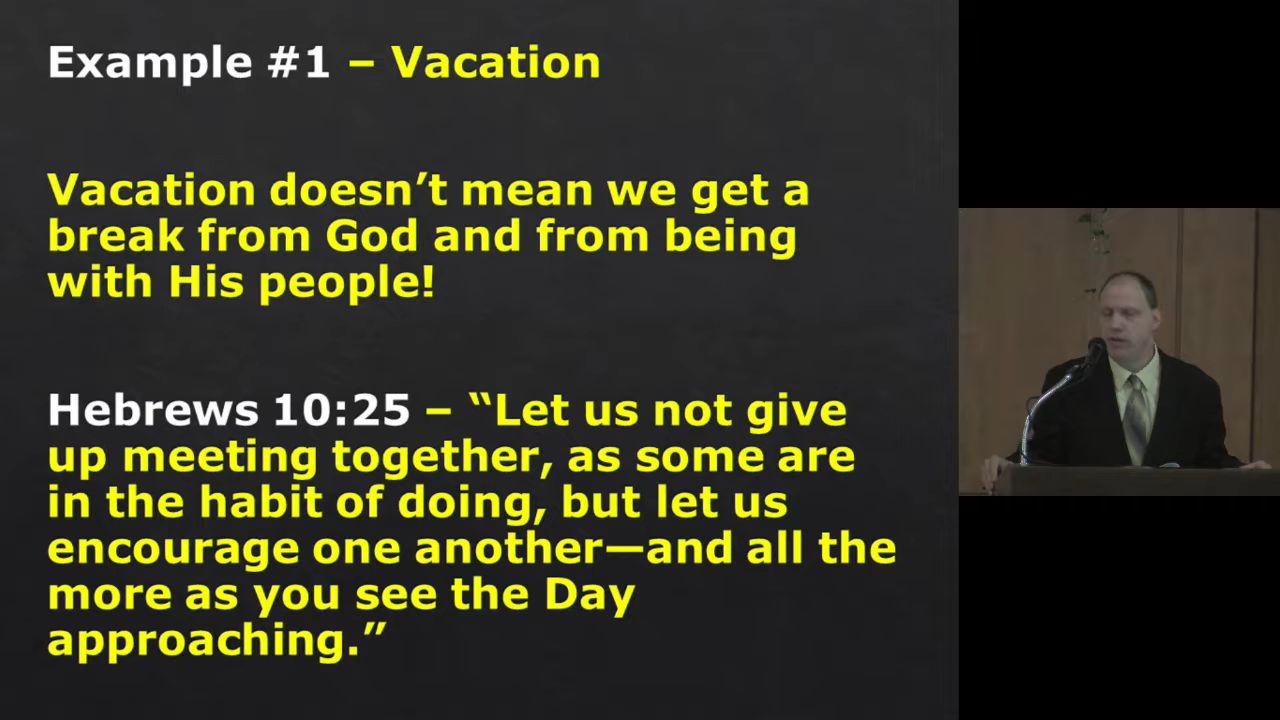 Example #1 – Vacation
Vacation doesn’t mean we get a
break from God and from being
with His people!
Hebrews 10:25 – “Let us not give
up meeting together, as some are
in the habit of doing, but let us
encourage one another—and all the
more as you see the Day
approaching.”